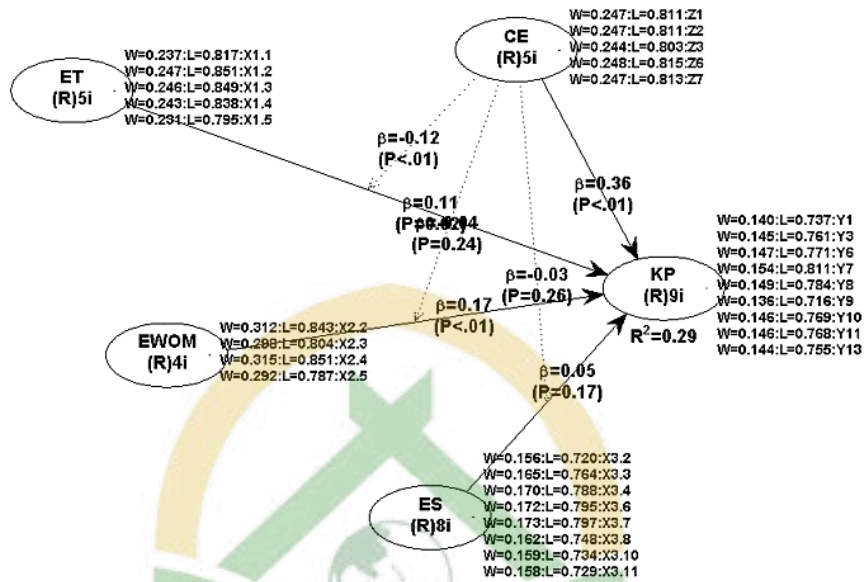 CE
(R)5i
W=0.247:L=0.811:Z1
W=0.247:L=0.811:Z2
W=0.244:L=0.803:Z3
W=0.248:L=0.815:Z6
W=0.247:L=0.813:Z7
ET
(R)5i
W=0.237:L=0.817:X1.1
W=0.247:L=0.851:X1.2
W=0.246:L=0.849:X1.3
W=0.243:L=0.838:X1.4
W=0.231:L=0.795:X1.5
β=-0.12
(P<.01)
β=0.36
(P<.01)
β=0.11
(P=0.24)
KP
(R)9i
R²=0.29
W=0.140:L=0.737:Y1
W=0.145:L=0.761:Y3
W=0.147:L=0.771:Y6
W=0.154:L=0.811:Y7
W=0.149:L=0.784:Y8
W=0.136:L=0.716:Y9
W=0.146:L=0.769:Y10
W=0.146:L=0.768:Y11
W=0.144:L=0.755:Y13
β=-0.03
(P=0.26)
β=0.17
(P<.01)
EWOM
(R)4i
W=0.312:L=0.843:X2.2
W=0.298:L=0.804:X2.3
W=0.315:L=0.851:X2.4
W=0.292:L=0.787:X2.5
β=0.05
(P=0.17)
ES
(R)8i
W=0.156:L=0.720:X3.2
W=0.165:L=0.764:X3.3
W=0.170:L=0.788:X3.4
W=0.172:L=0.795:X3.6
W=0.173:L=0.797:X3.7
W=0.162:L=0.748:X3.8
W=0.159:L=0.734:X3.10
W=0.158:L=0.729:X3.11